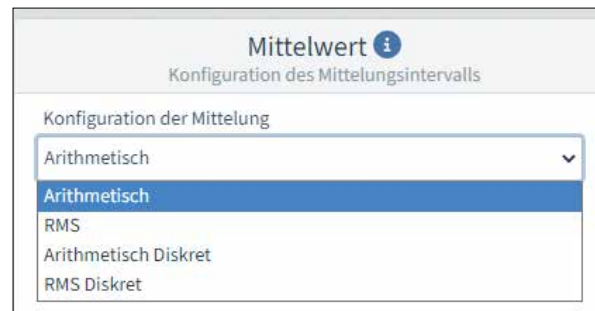 Mittelwert
Konfiguration des Mittelungsintervalls
Konfiguration der Mittelung
Arithmetisch
Arithmetisch
RMS
Arithmetisch Diskret
RMS Diskret